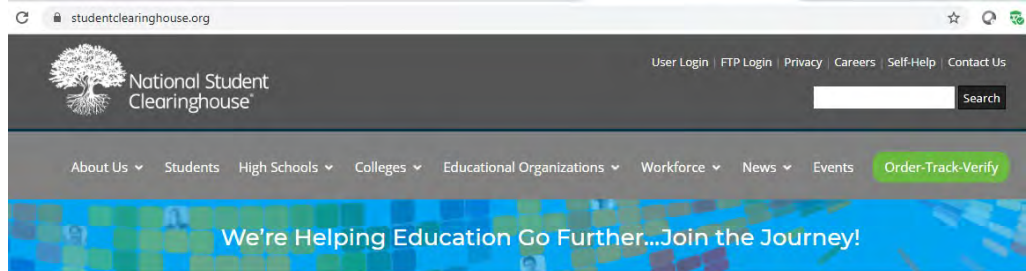 studentclearinghouse.org
User Login | FTP Login | Privacy | Careers | Self-Help | Contact Us
National Student
Clearinghouse®
Search
About Us Students High Schools Colleges Educational Organizations Workforce News Events Order-Track-Verify
We're Helping Education Go Further...Join the Journey!